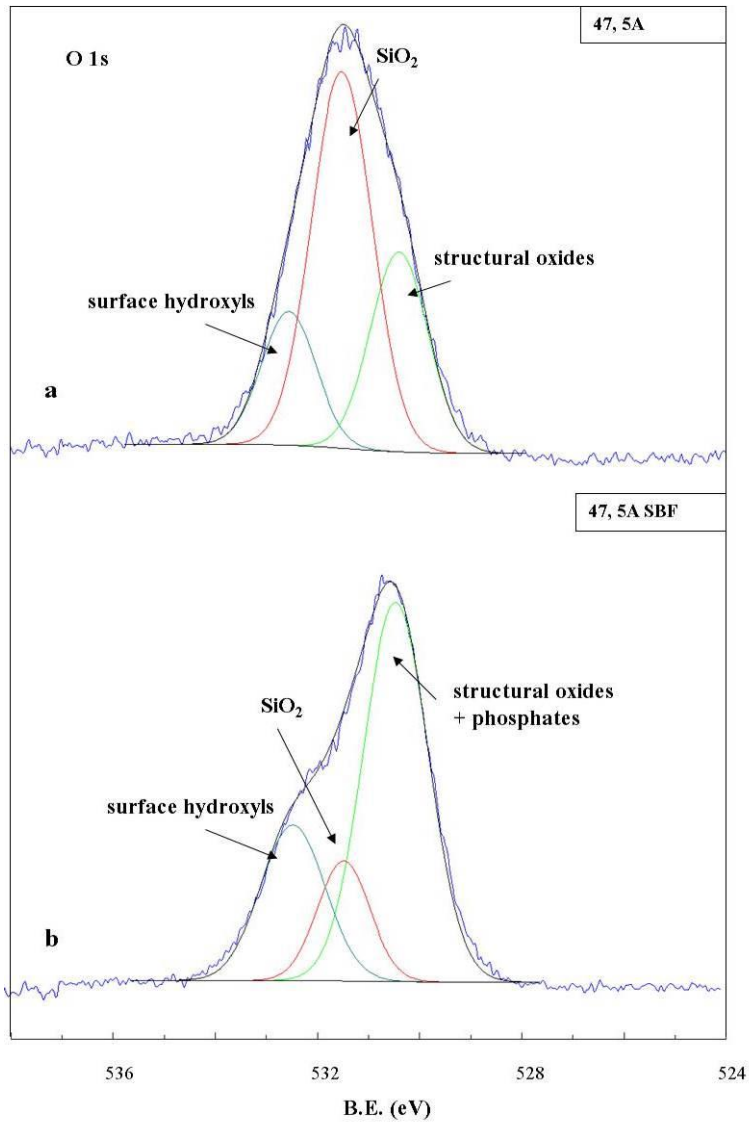 47, 5A
O 1s
SiO₂
structural oxides
surface hydroxyls
a
47, 5A SBF
structural oxides
+ phosphates
SiO₂
surface hydroxyls
b
536 532 528 524
B.E. (eV)